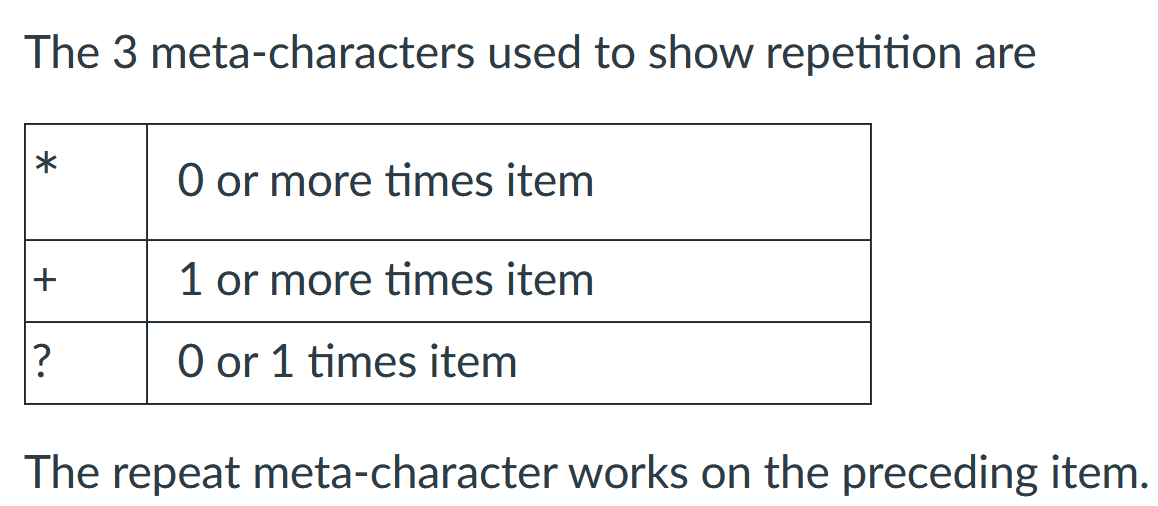 The 3 meta-characters used to show repetition are
* 0 or more times item
+ 1 or more times item
? 0 or 1 times item
The repeat meta-character works on the preceding item.